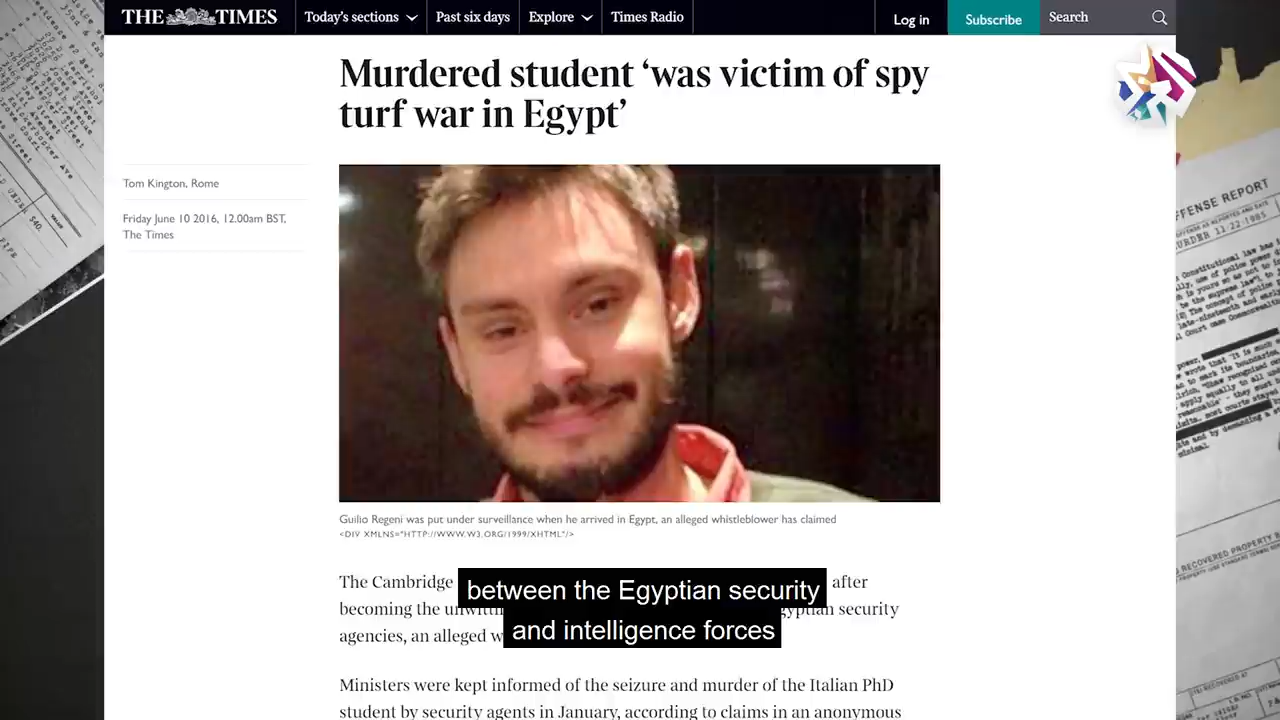 THE TIMES
Today's sections
Past six days
Explore
Times Radio
Log in
Subscribe
Search
Murdered student ‘was victim of spy
turf war in Egypt’
Tom Kington, Rome
Friday June 10 2016, 12.00am BST,
The Times
Guilio Regeni was put under surveillance when he arrived in Egypt, an alleged whistleblower has claimed
<DIV XMLNS="HTTP://WWW.W3.ORG/1999/XHTML"/>
The Cambridge after
becoming the security
agencies, an alleged
between the Egyptian security
and intelligence forces
Ministers were kept informed of the seizure and murder of the Italian PhD
student by security agents in January, according to claims in an anonymous
OFFENSE REPORT